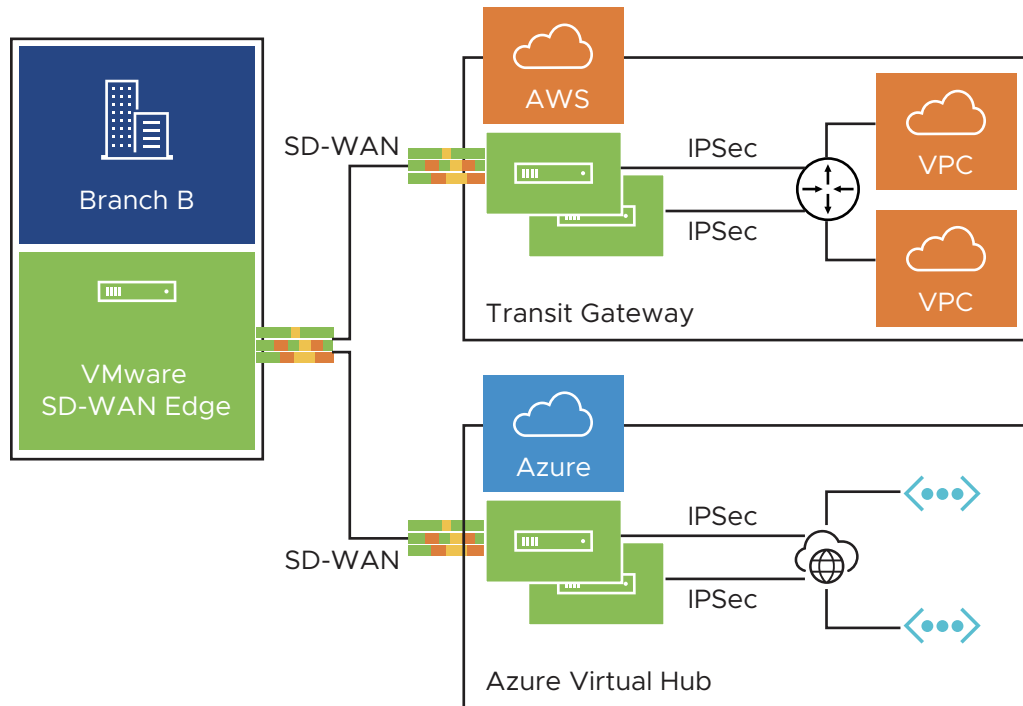 Branch B
VMware
SD-WAN Edge
SD-WAN
AWS
IPSec
IPSec
VPC
VPC
Transit Gateway
SD-WAN
Azure
IPSec
IPSec
Azure Virtual Hub